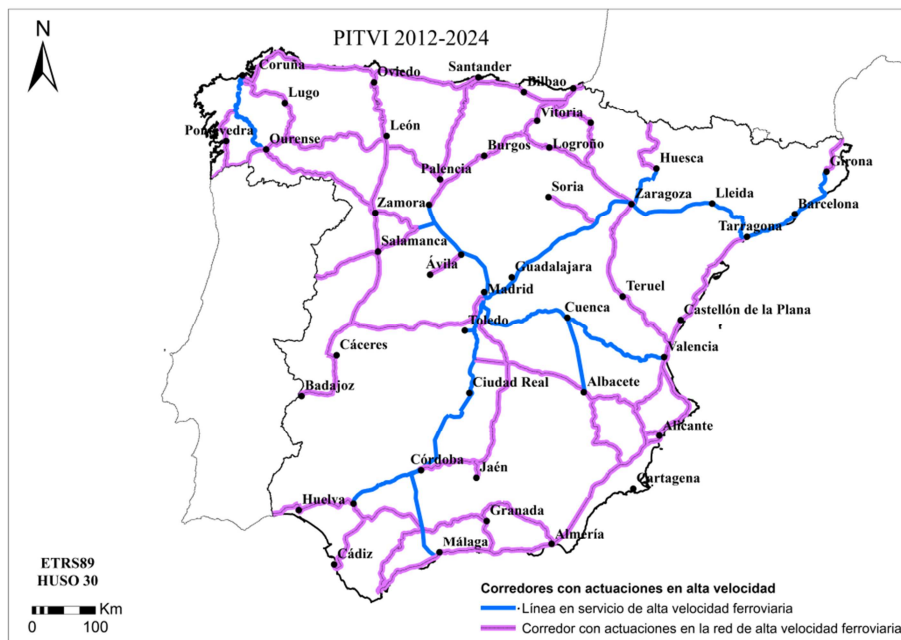 N
PITVI 2012-2024
Coruña
Oviedo
Santander
Bilbao
Lugo
Vitoria
Pontevedra
Ourense
León
Burgos
Logroño
Huesca
Girona
Palencia
Soria
Zaragoza
Lleida
Barcelona
Zamora
Tarragona
Salamanca
Ávila
Guadalajara
Madrid
Teruel
Cuenca
Castellón de la Plana
Toledo
Cáceres
Valencia
Badajoz
Ciudad Real
Albacete
Alicante
Córdoba
Jaén
Cartagena
Huelva
Granada
Almería
Cádiz
Málaga
ETRS89
HUSO 30
Km
0 100
Corredores con actuaciones en alta velocidad
Línea en servicio de alta velocidad ferroviaria
Corredor con actuaciones en la red de alta velocidad ferroviaria